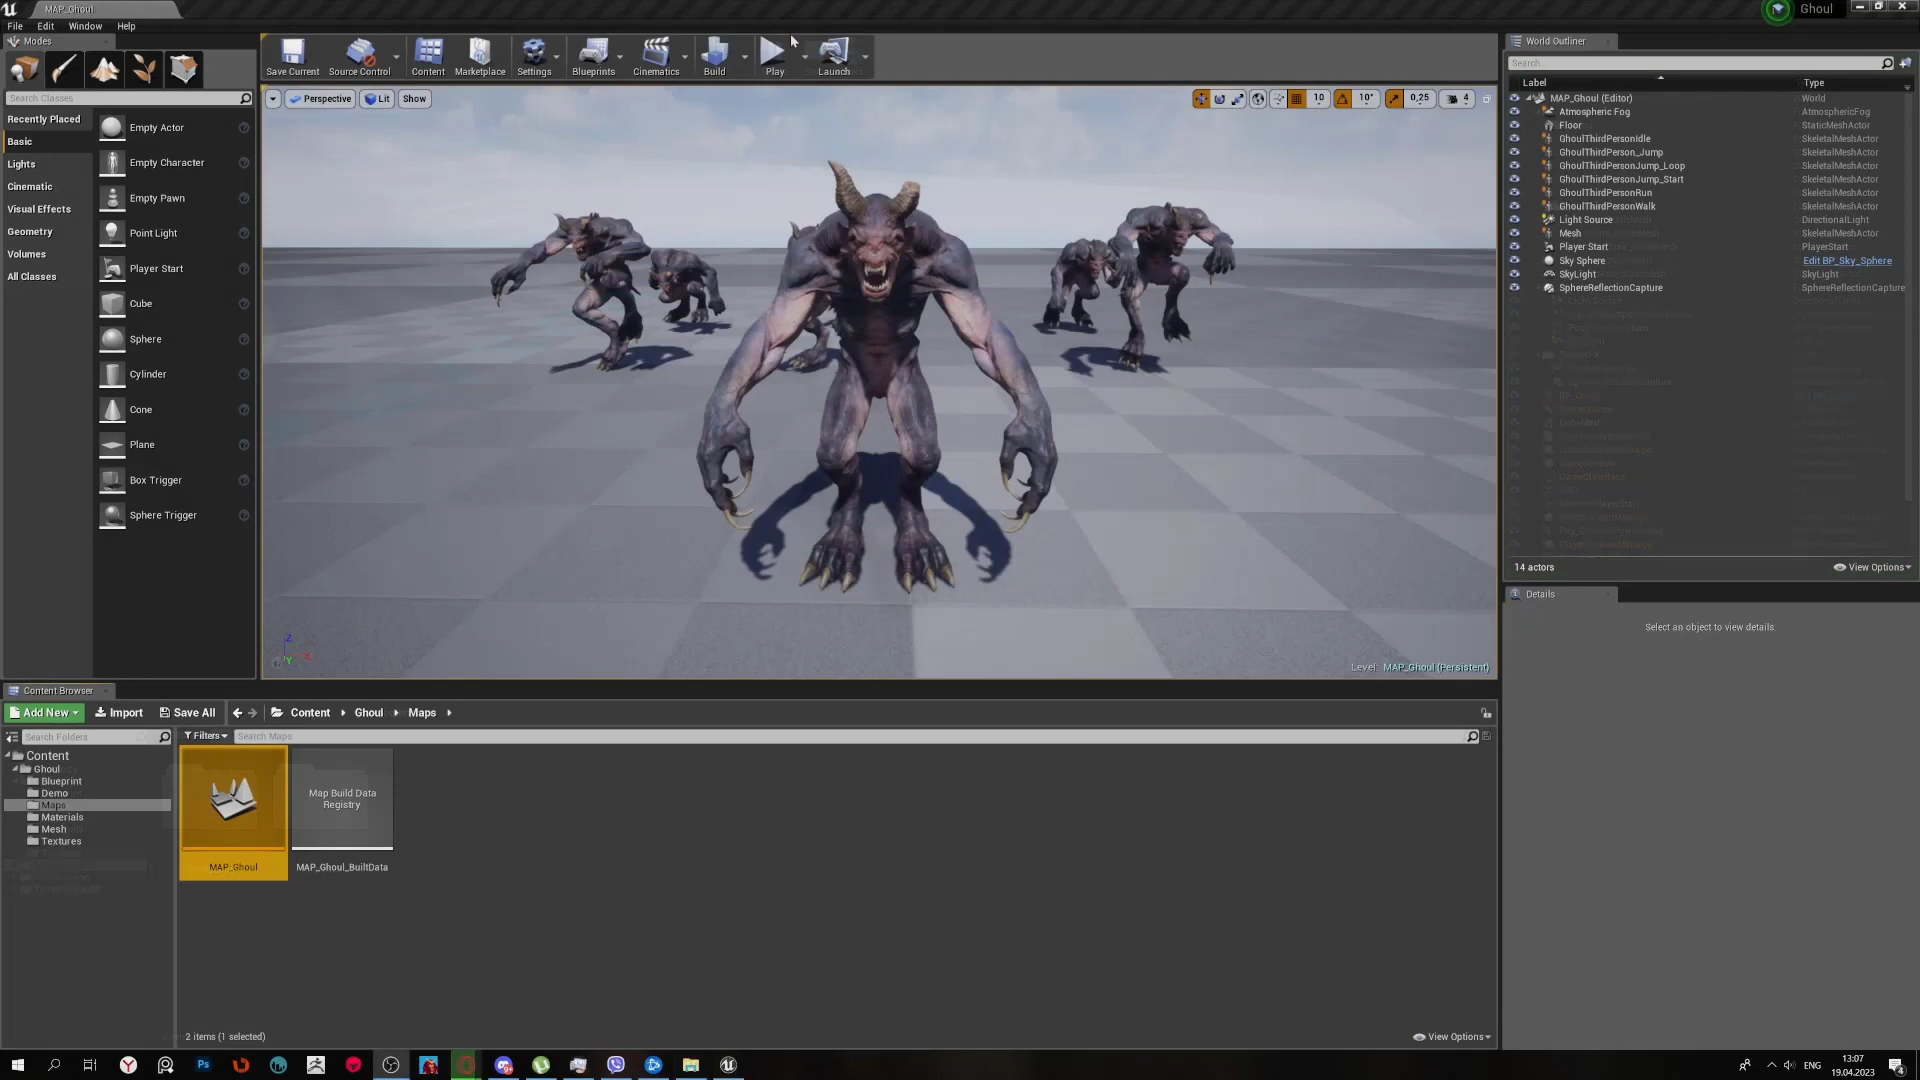 MAP_Ghoul
Ghoul
File
Edit
Window
Help
Modes
Search Classes
Recently Placed
Basic
Lights
Cinematic
Visual Effects
Geometry
Volumes
All Classes
Empty Actor
Empty Character
Empty Pawn
Point Light
Player Start
Cube
Sphere
Cylinder
Cone
Plane
Box Trigger
Sphere Trigger
Save Current
Source Control
Content
Marketplace
Settings
Blueprints
Cinematics
Build
Play
Launch
Perspective
Lit
Show
10
10°
0,25
4
Z
Y
X
Level: MAP_Ghoul (Persistent)
World Outliner
Search...
Label
Type
MAP_Ghoul (Editor) World
Atmospheric Fog AtmosphericFog
Floor StaticMeshActor
GhoulThirdPersonIdle SkeletalMeshActor
GhoulThirdPerson_Jump SkeletalMeshActor
GhoulThirdPersonJump_Loop SkeletalMeshActor
GhoulThirdPersonJump_Start SkeletalMeshActor
GhoulThirdPersonRun SkeletalMeshActor
GhoulThirdPersonWalk SkeletalMeshActor
Light Source DirectionalLight
Mesh SkeletalMeshActor
Player Start PlayerStart
Sky Sphere Edit BP_Sky_Sphere
SkyLight SkyLight
SphereReflectionCapture SphereReflectionCapture
14 actors
View Options
Details
Select an object to view details.
Content Browser
Add New
Import
Save All
Content
Ghoul
Maps
Search Folders
Filters
Search Maps
Content
Ghoul
Blueprint
Demo
Maps
Materials
Mesh
Textures
Map Build Data
Registry
MAP_Ghoul
MAP_Ghoul_BuiltData
2 items (1 selected)
View Options
Ps
ENG
13:07
19.04.2023
4